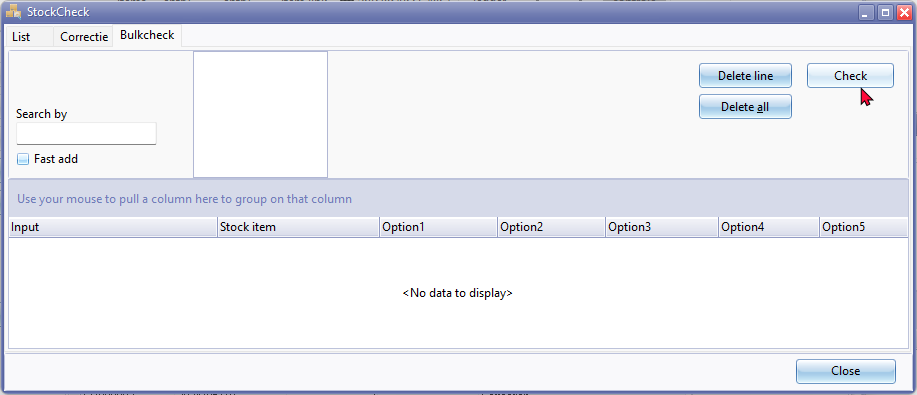 StockCheck
List Correctie Bulkcheck
Delete line Check
Delete all
Search by
Fast add
Use your mouse to pull a column here to group on that column
Input Stock item Option1 Option2 Option3 Option4 Option5
<No data to display>
Close